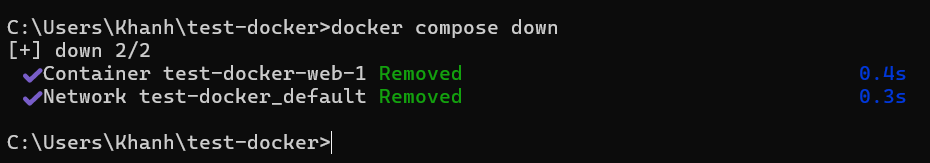 C:\Users\Khanh\test-docker>docker compose down
[+] down 2/2
✔Container test-docker-web-1 Removed 0.4s
✔Network test-docker_default Removed 0.3s
C:\Users\Khanh\test-docker>